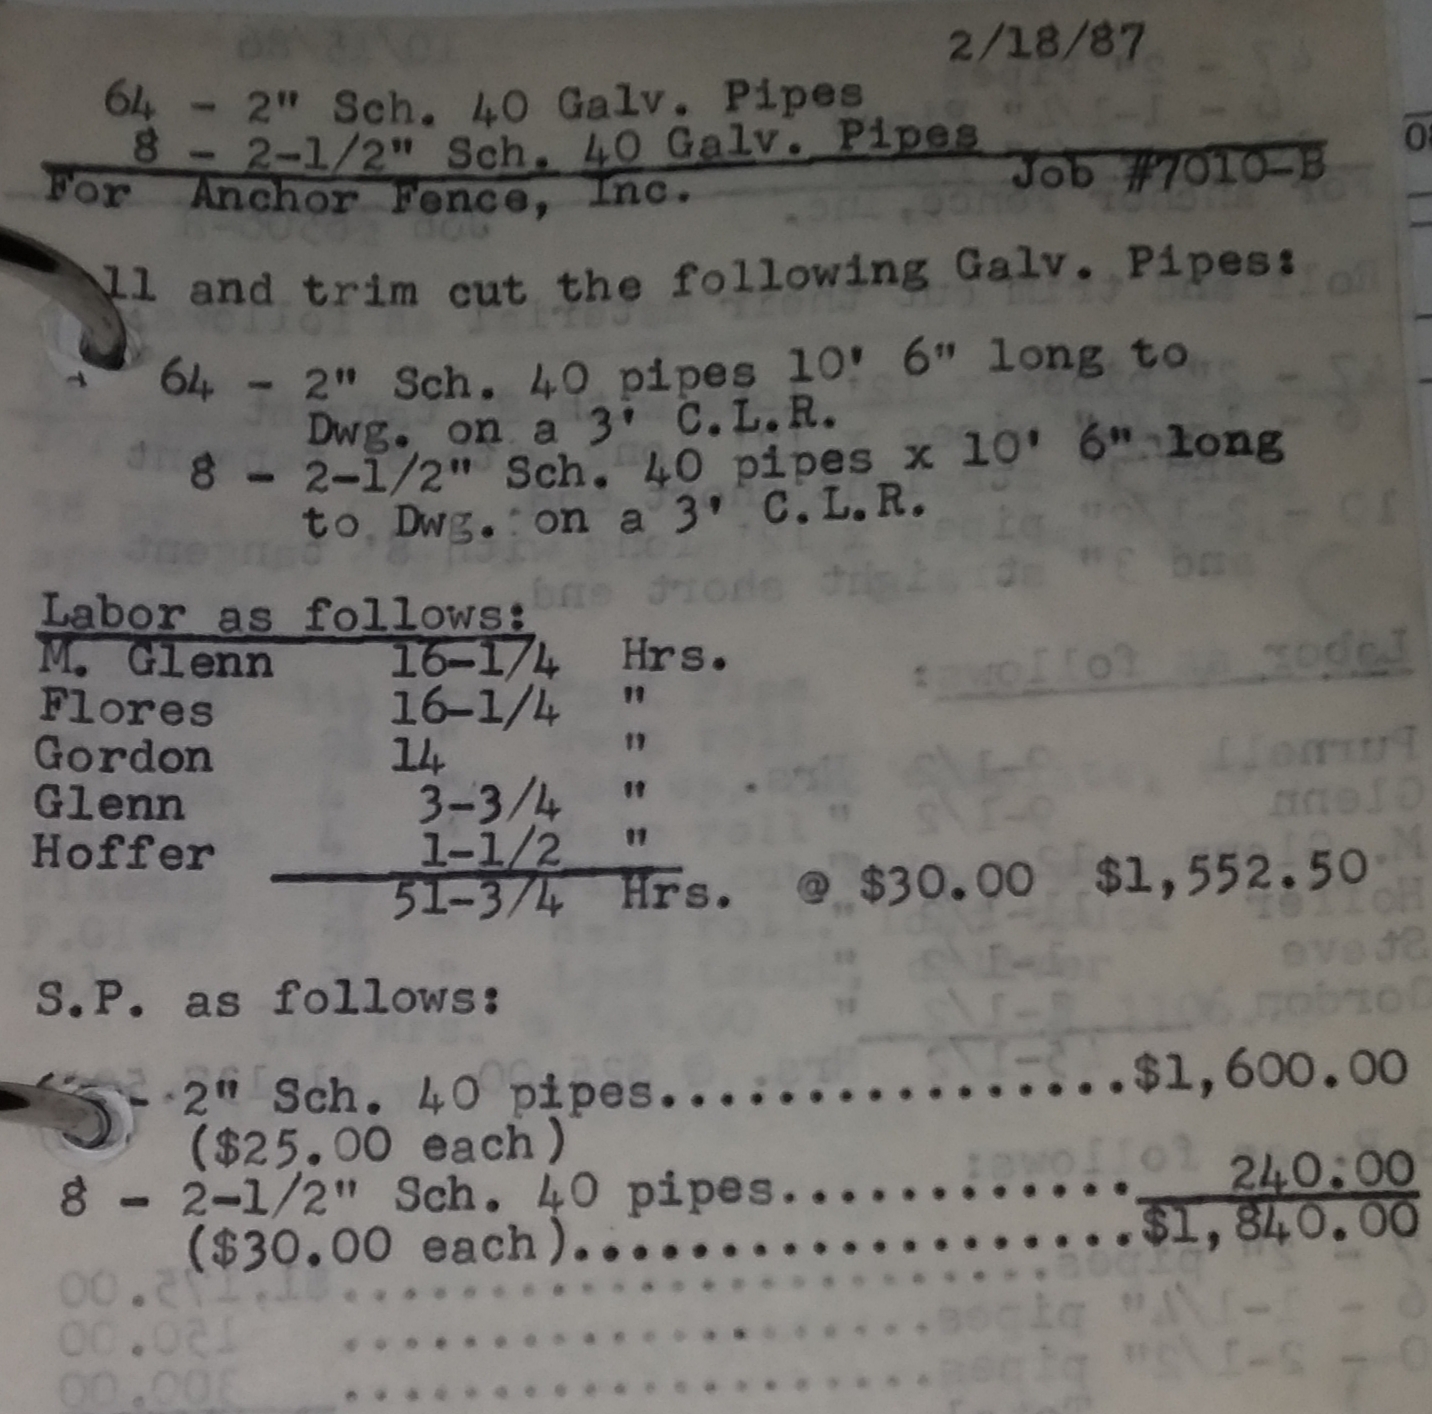 2/18/87
64 - 2" Sch. 40 Galv. Pipes
8 - 2-1/2" Sch. 40 Galv. Pipes
For Anchor Fence, Inc. Job #7010-B
ll and trim cut the following Galv. Pipes:
64 - 2" Sch. 40 pipes 10' 6" long to
Dwg. on a 3' C.L.R.
8 - 2-1/2" Sch. 40 pipes x 10' 6" long
to Dwg. on a 3' C.L.R.
Labor as follows:
M. Glenn 16-1/4 Hrs.
Flores 16-1/4 "
Gordon 14 "
Glenn 3-3/4 "
Hoffer 1-1/2 "
51-3/4 Hrs. @ $30.00 $1,552.50
S.P. as follows:
- 2" Sch. 40 pipes................$1,600.00
($25.00 each)
8 - 2-1/2" Sch. 40 pipes............ 240.00
($30.00 each)...................$1,840.00